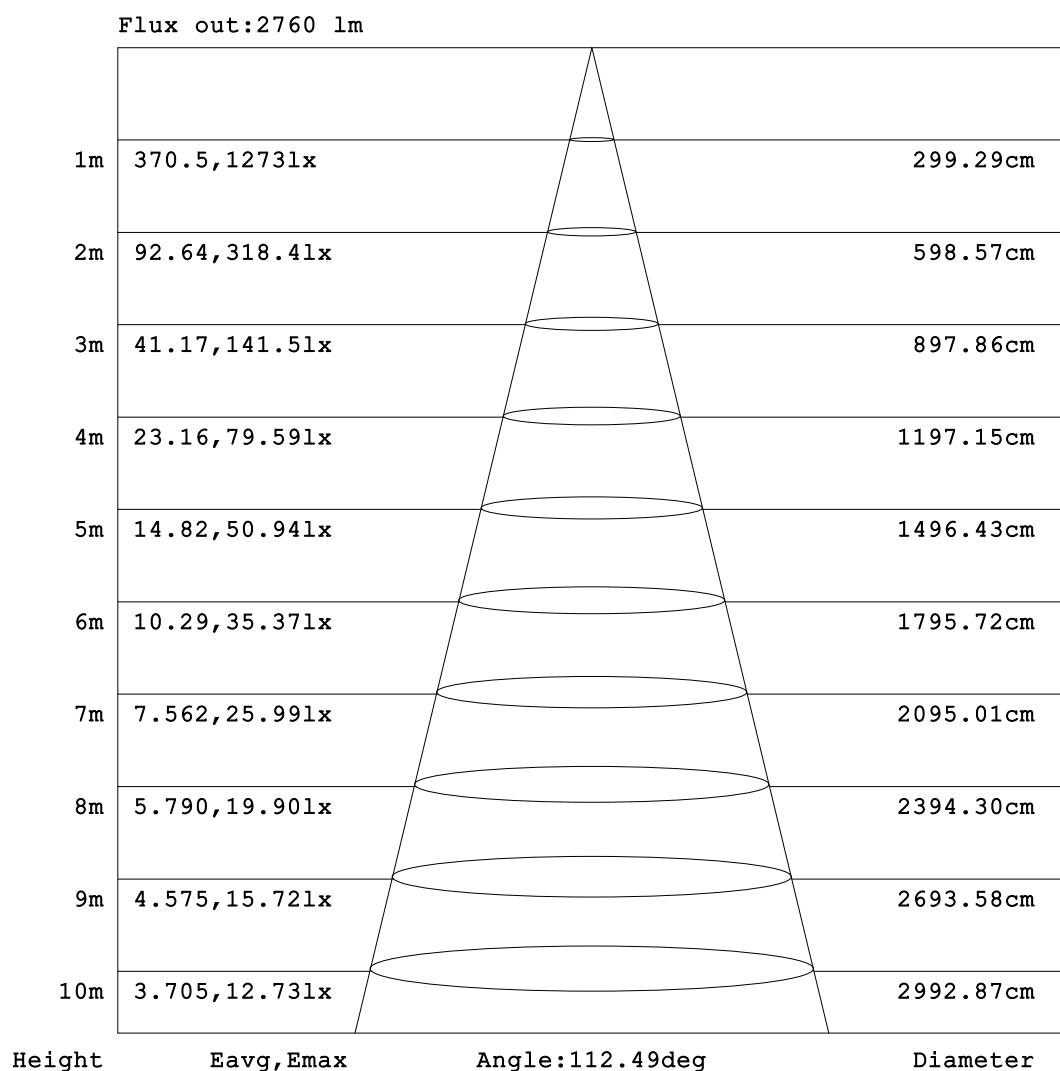 Flux out:2760 lm
1m 370.5,1273lx 299.29cm
2m 92.64,318.4lx 598.57cm
3m 41.17,141.5lx 897.86cm
4m 23.16,79.59lx 1197.15cm
5m 14.82,50.94lx 1496.43cm
6m 10.29,35.37lx 1795.72cm
7m 7.562,25.99lx 2095.01cm
8m 5.790,19.90lx 2394.30cm
9m 4.575,15.72lx 2693.58cm
10m 3.705,12.73lx 2992.87cm
Height Eavg,Emax Angle:112.49deg Diameter